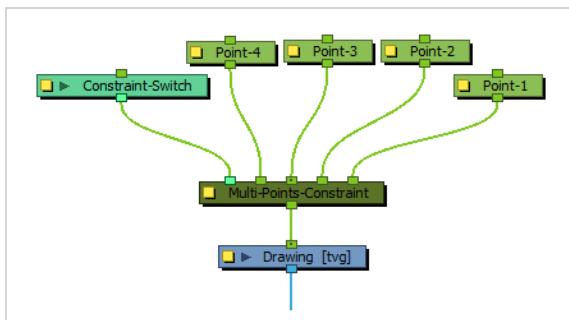 Point-4
Point-3
Point-2
Constraint-Switch
Point-1
Multi-Points-Constraint
Drawing [tvg]